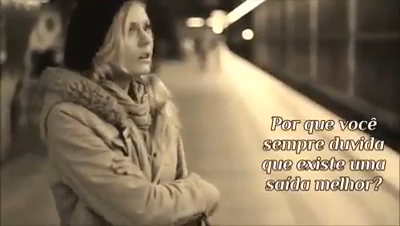 Por que você
sempre duvida
que existe uma
saída melhor?